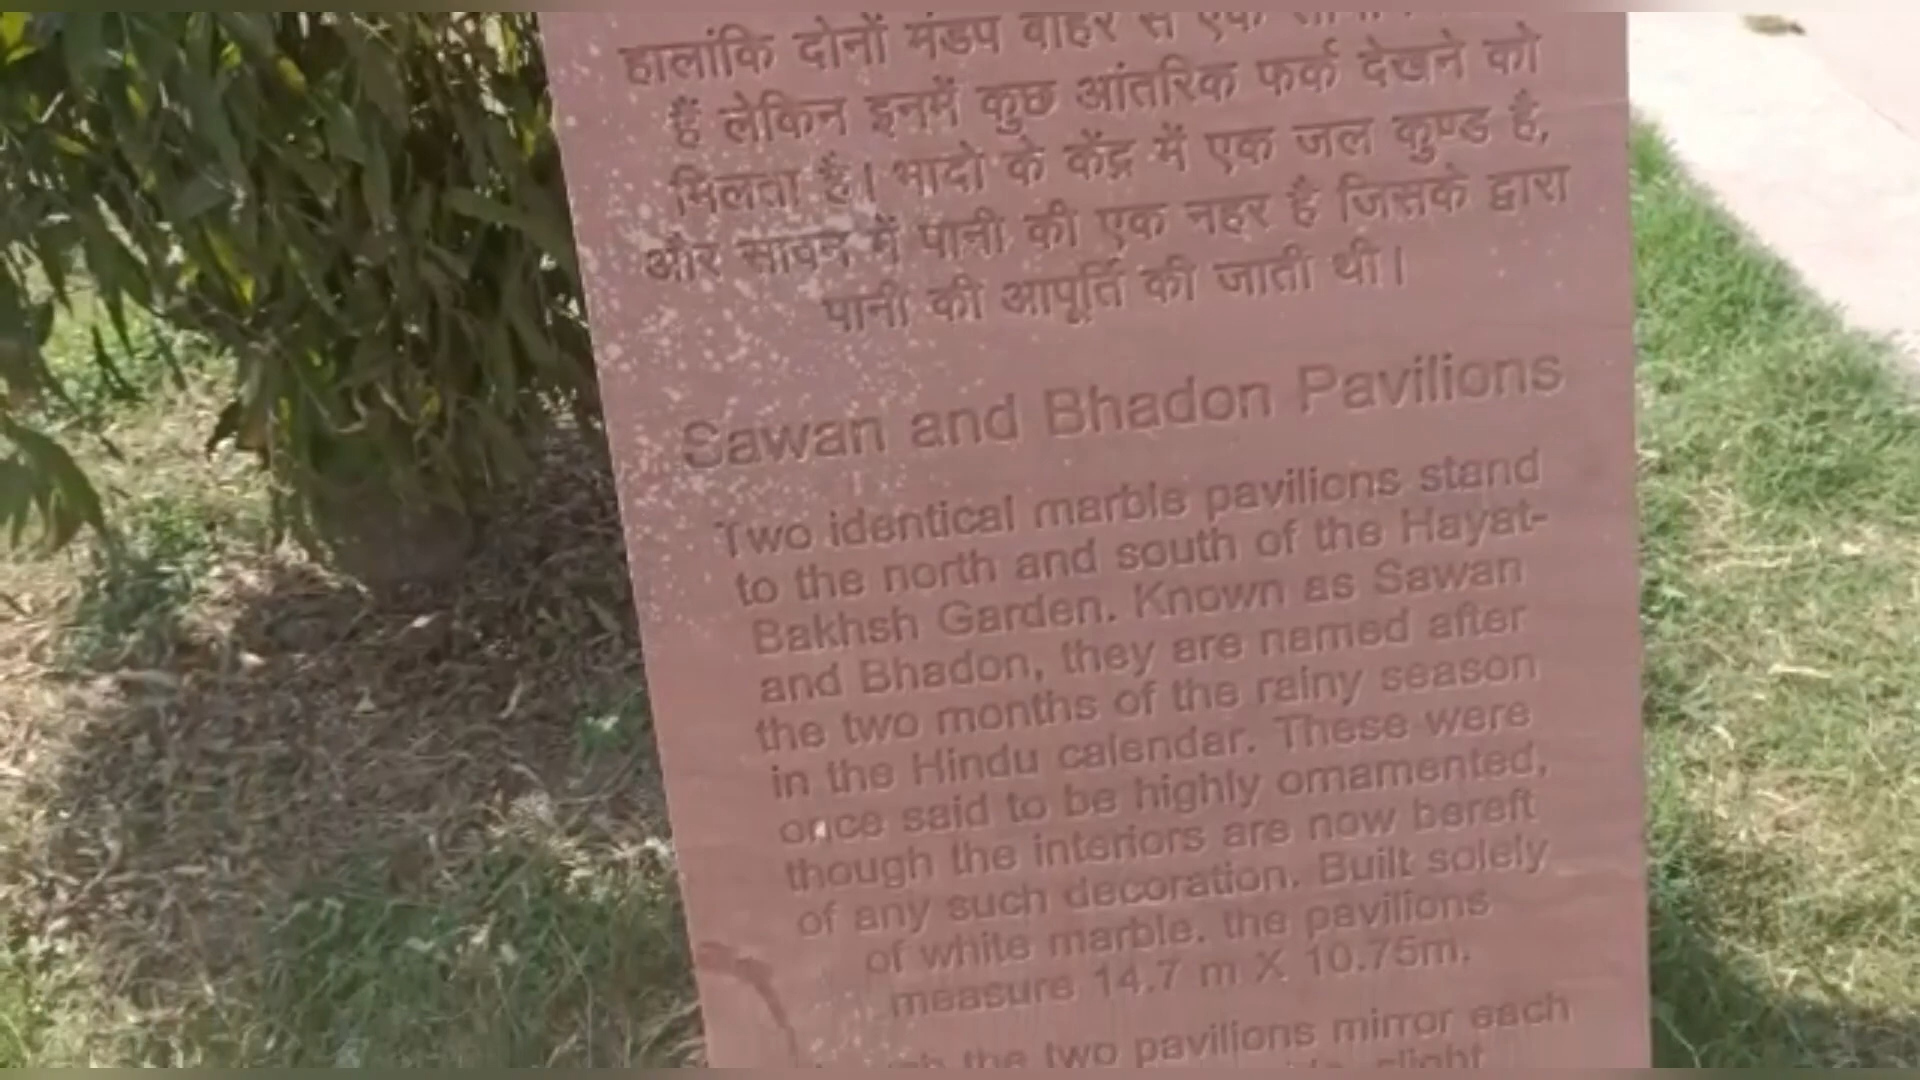 हालांकि दोनों मंडप बाहर से एक
हैं लेकिन इनमें कुछ आंतरिक फर्क देखने को
मिलता है। भादो के केंद्र में एक जल कुण्ड है,
और सावन में पानी की एक नहर है जिसके द्वारा
पानी की आपूर्ति की जाती थी।
Sawan and Bhadon Pavilions
Two identical marble pavilions stand
to the north and south of the Hayat-
Bakhsh Garden. Known as Sawan
and Bhadon, they are named after
the two months of the rainy season
in the Hindu calendar. These were
once said to be highly ornamented,
though the interiors are now bereft
of any such decoration. Built solely
of white marble. the pavilions
measure 14.7 m X 10.75m.
the two pavilions mirror each
slight